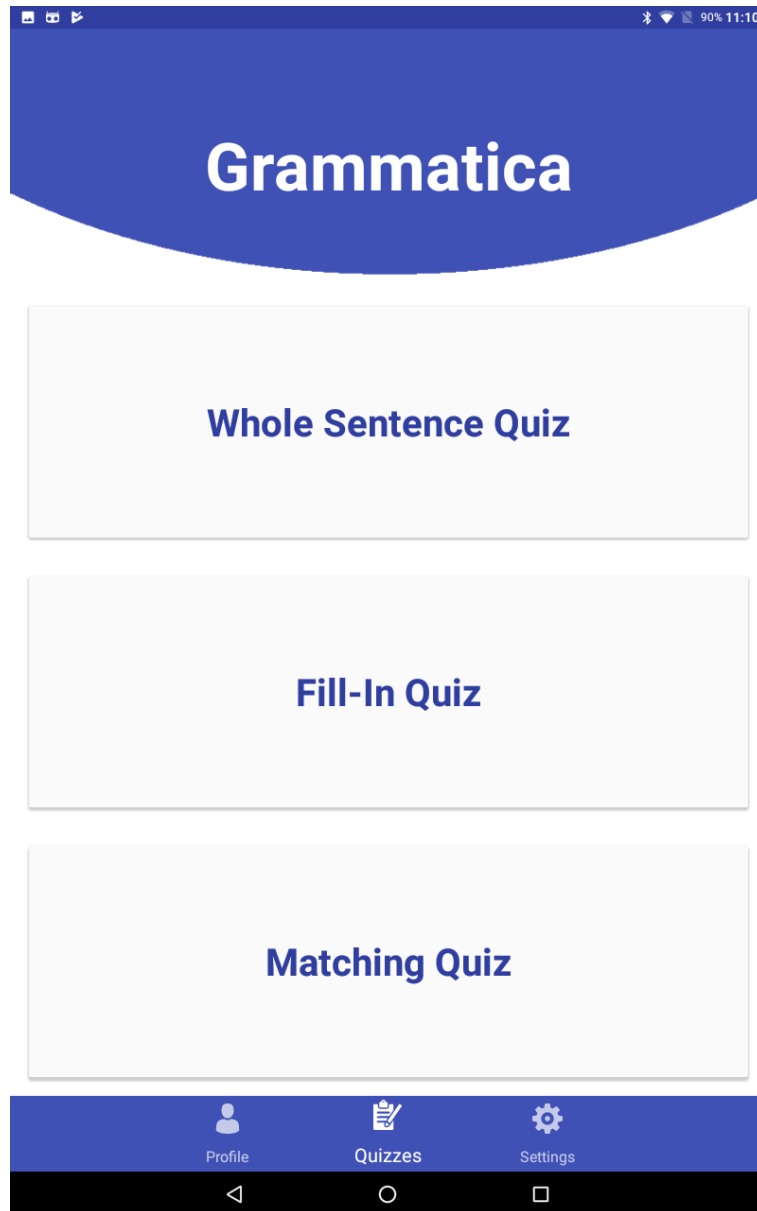 90% 11:10
Grammatica
Whole Sentence Quiz
Fill-In Quiz
Matching Quiz
Profile Quizzes Settings